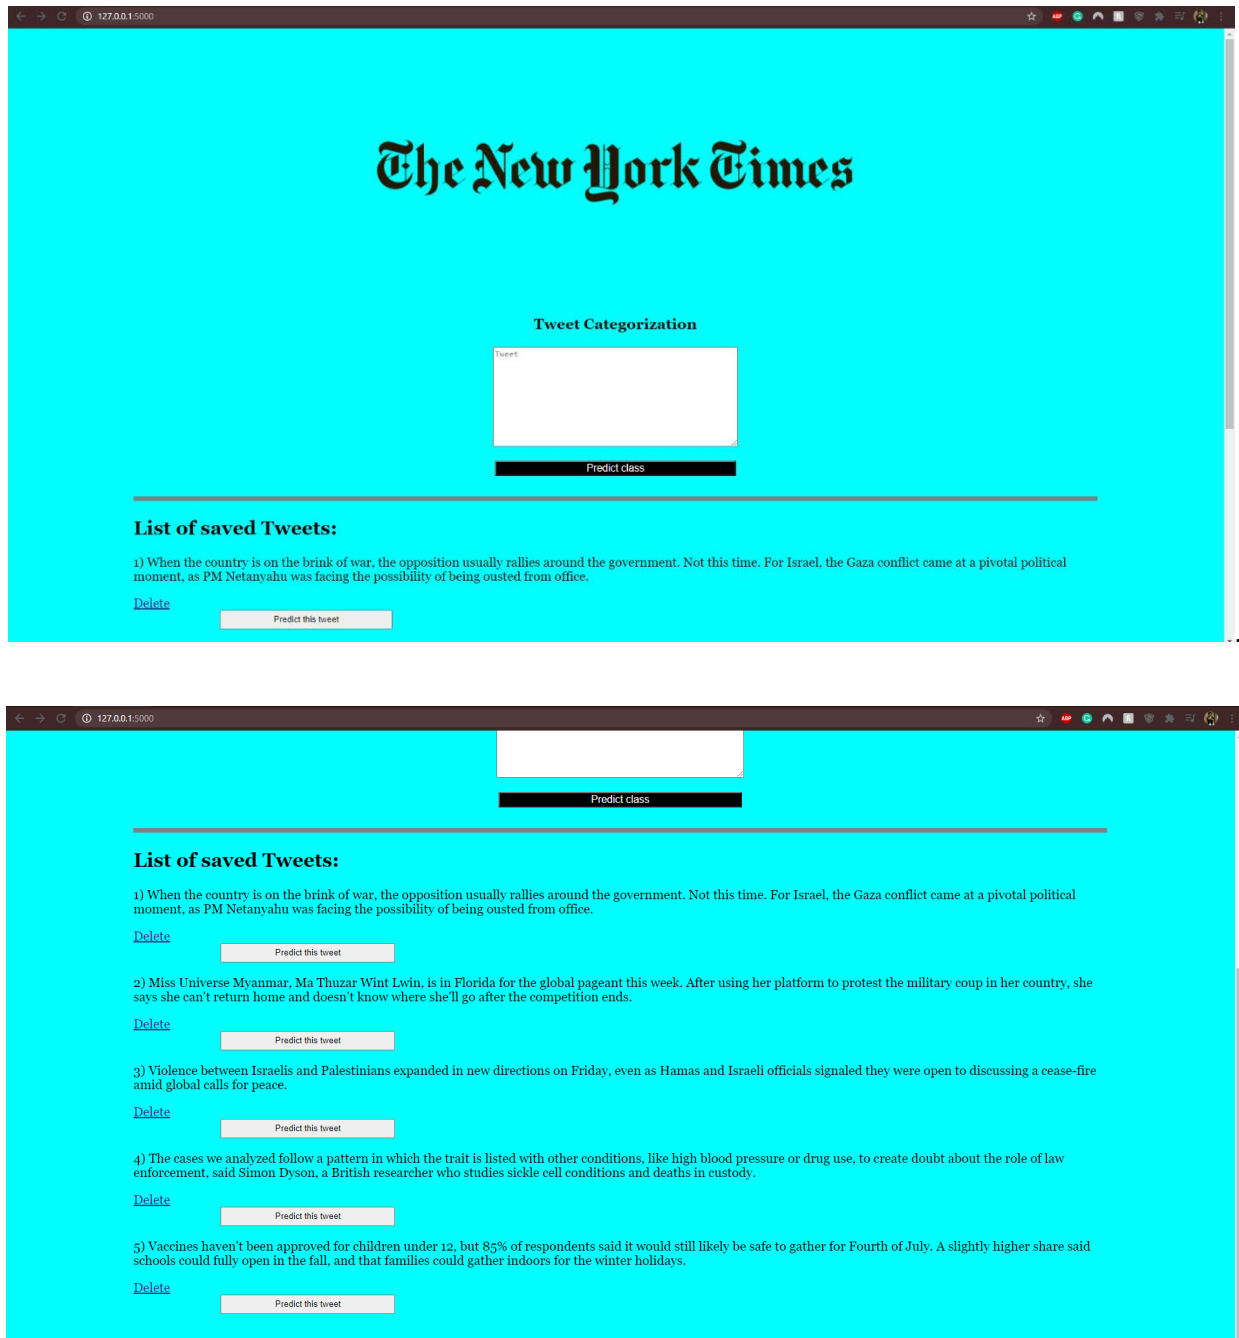 127.0.0.1:5000
ABP
The New York Times
Tweet Categorization
Tweet
Predict class
List of saved Tweets:
1) When the country is on the brink of war, the opposition usually rallies around the government. Not this time. For Israel, the Gaza conflict came at a pivotal political
moment, as PM Netanyahu was facing the possibility of being ousted from office.
Delete
Predict this tweet
127.0.0.1:5000
ABP
Predict class
List of saved Tweets:
1) When the country is on the brink of war, the opposition usually rallies around the government. Not this time. For Israel, the Gaza conflict came at a pivotal political
moment, as PM Netanyahu was facing the possibility of being ousted from office.
Delete
Predict this tweet
2) Miss Universe Myanmar, Ma Thuzar Wint Lwin, is in Florida for the global pageant this week. After using her platform to protest the military coup in her country, she
says she can't return home and doesn't know where she'll go after the competition ends.
Delete
Predict this tweet
3) Violence between Israelis and Palestinians expanded in new directions on Friday, even as Hamas and Israeli officials signaled they were open to discussing a cease-fire
amid global calls for peace.
Delete
Predict this tweet
4) The cases we analyzed follow a pattern in which the trait is listed with other conditions, like high blood pressure or drug use, to create doubt about the role of law
enforcement, said Simon Dyson, a British researcher who studies sickle cell conditions and deaths in custody.
Delete
Predict this tweet
5) Vaccines haven't been approved for children under 12, but 85% of respondents said it would still likely be safe to gather for Fourth of July. A slightly higher share said
schools could fully open in the fall, and that families could gather indoors for the winter holidays.
Delete
Predict this tweet